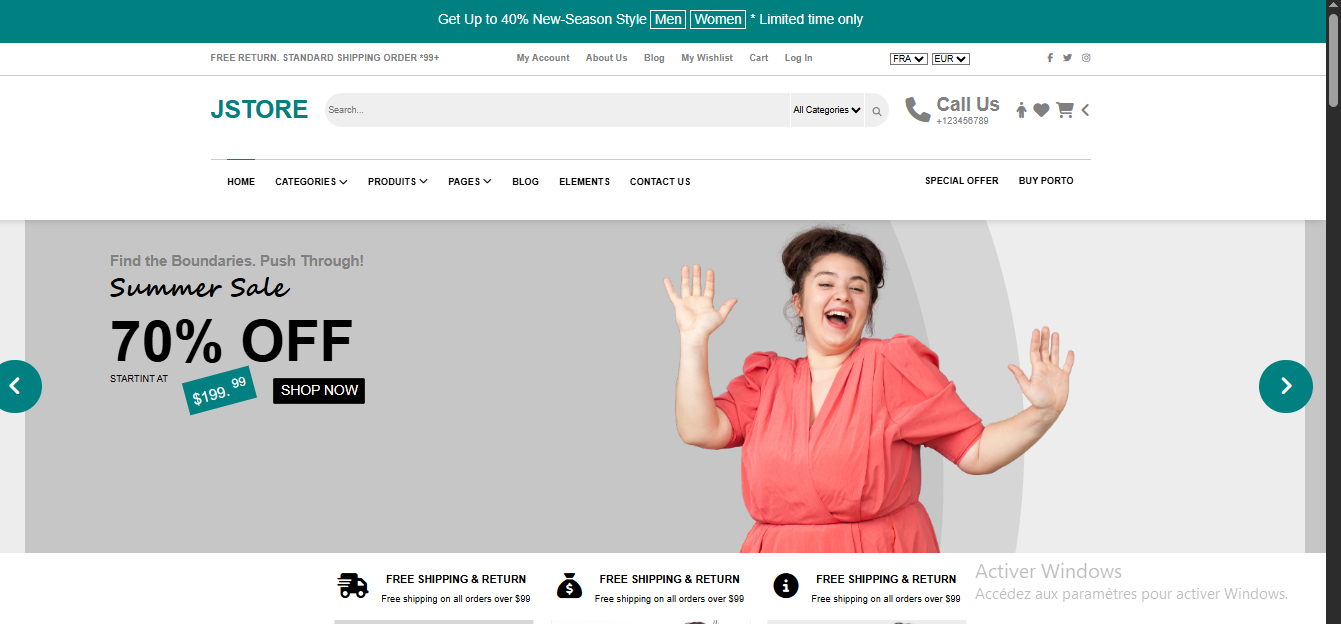 Get Up to 40% New-Season Style Men Women * Limited time only
FREE RETURN. STANDARD SHIPPING ORDER *99+ My Account About Us Blog My Wishlist Cart Log In FRA EUR
JSTORE Search... All Categories Call Us
+123456789
HOME CATEGORIES PRODUITS PAGES BLOG ELEMENTS CONTACT US SPECIAL OFFER BUY PORTO
Find the Boundaries. Push Through!
Summer Sale
70% OFF
STARTINT AT $199. 99 SHOP NOW
FREE SHIPPING & RETURN FREE SHIPPING & RETURN FREE SHIPPING & RETURN
Free shipping on all orders over $99 Free shipping on all orders over $99 Free shipping on all orders over $99
Activer Windows
Accédez aux paramètres pour activer Windows.